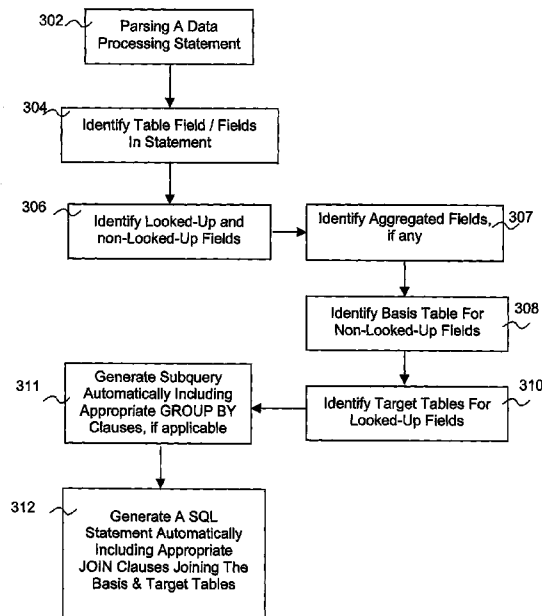 302
Parsing A Data
Processing Statement
304
Identify Table Field / Fields
In Statement
306
Identify Looked-Up and
non-Looked-Up Fields
Identify Aggregated Fields,
if any
307
Identify Basis Table For
Non-Looked-Up Fields
308
311
Generate Subquery
Automatically Including
Appropriate GROUP BY
Clauses, if applicable
Identify Target Tables For
Looked-Up Fields
310
312
Generate A SQL
Statement Automatically
Including Appropriate
JOIN Clauses Joining The
Basis & Target Tables